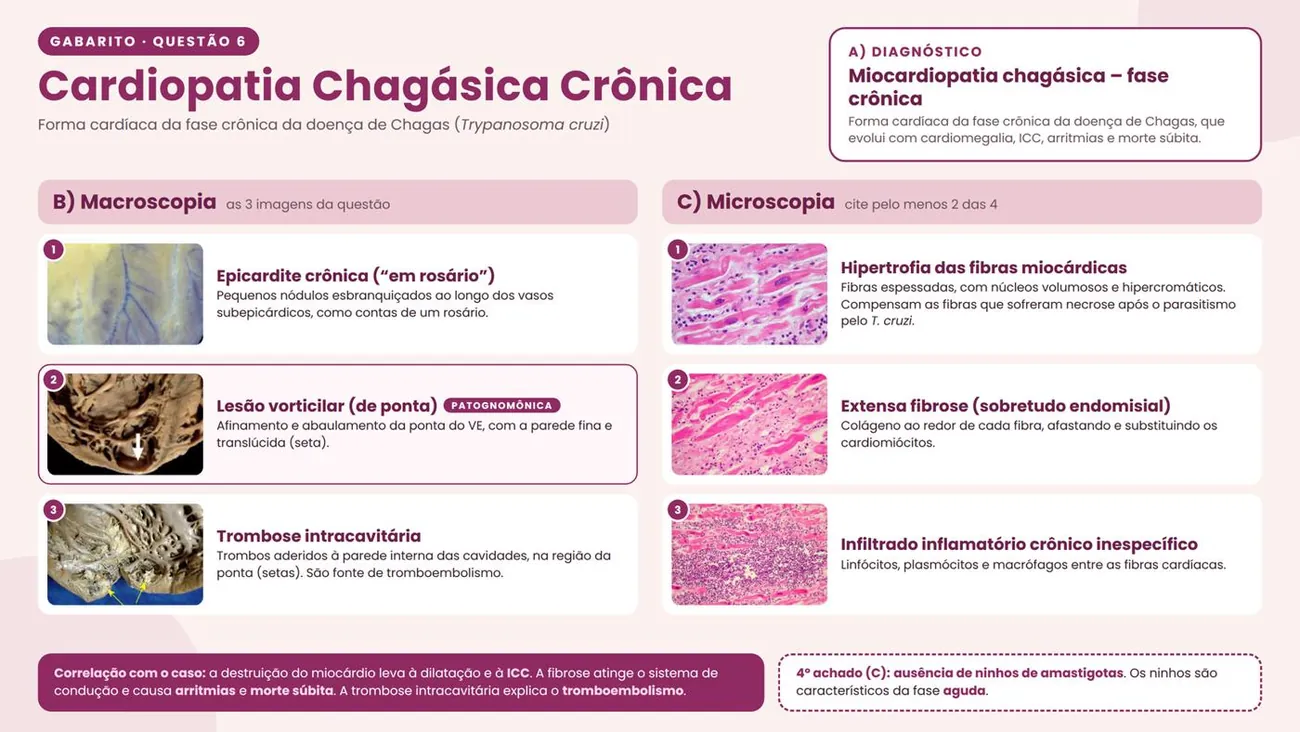 GABARITO · QUESTÃO 6
Cardiopatia Chagásica Crônica
Forma cardíaca da fase crônica da doença de Chagas (Trypanosoma cruzi)
A) DIAGNÓSTICO
Miocardiopatia chagásica – fase
crônica
Forma cardíaca da fase crônica da doença de Chagas, que
evolui com cardiomegalia, ICC, arritmias e morte súbita.
B) Macroscopia as 3 imagens da questão
1
Epicardite crônica (“em rosário”)
Pequenos nódulos esbranquiçados ao longo dos vasos
subepicárdicos, como contas de um rosário.
2
Lesão vorticilar (de ponta) PATOGNOMÔNICA
Afinamento e abaulamento da ponta do VE, com a parede fina e
translúcida (seta).
3
Trombose intracavitária
Trombos aderidos à parede interna das cavidades, na região da
ponta (setas). São fonte de tromboembolismo.
C) Microscopia cite pelo menos 2 das 4
1
Hipertrofia das fibras miocárdicas
Fibras espessadas, com núcleos volumosos e hipercromáticos.
Compensam as fibras que sofreram necrose após o parasitismo
pelo T. cruzi.
2
Extensa fibrose (sobretudo endomisial)
Colágeno ao redor de cada fibra, afastando e substituindo os
cardiomiócitos.
3
Infiltrado inflamatório crônico inespecífico
Linfócitos, plasmócitos e macrófagos entre as fibras cardíacas.
Correlação com o caso: a destruição do miocárdio leva à dilatação e à ICC. A fibrose atinge o sistema de
condução e causa arritmias e morte súbita. A trombose intracavitária explica o tromboembolismo.
4º achado (C): ausência de ninhos de amastigotas. Os ninhos são
característicos da fase aguda.